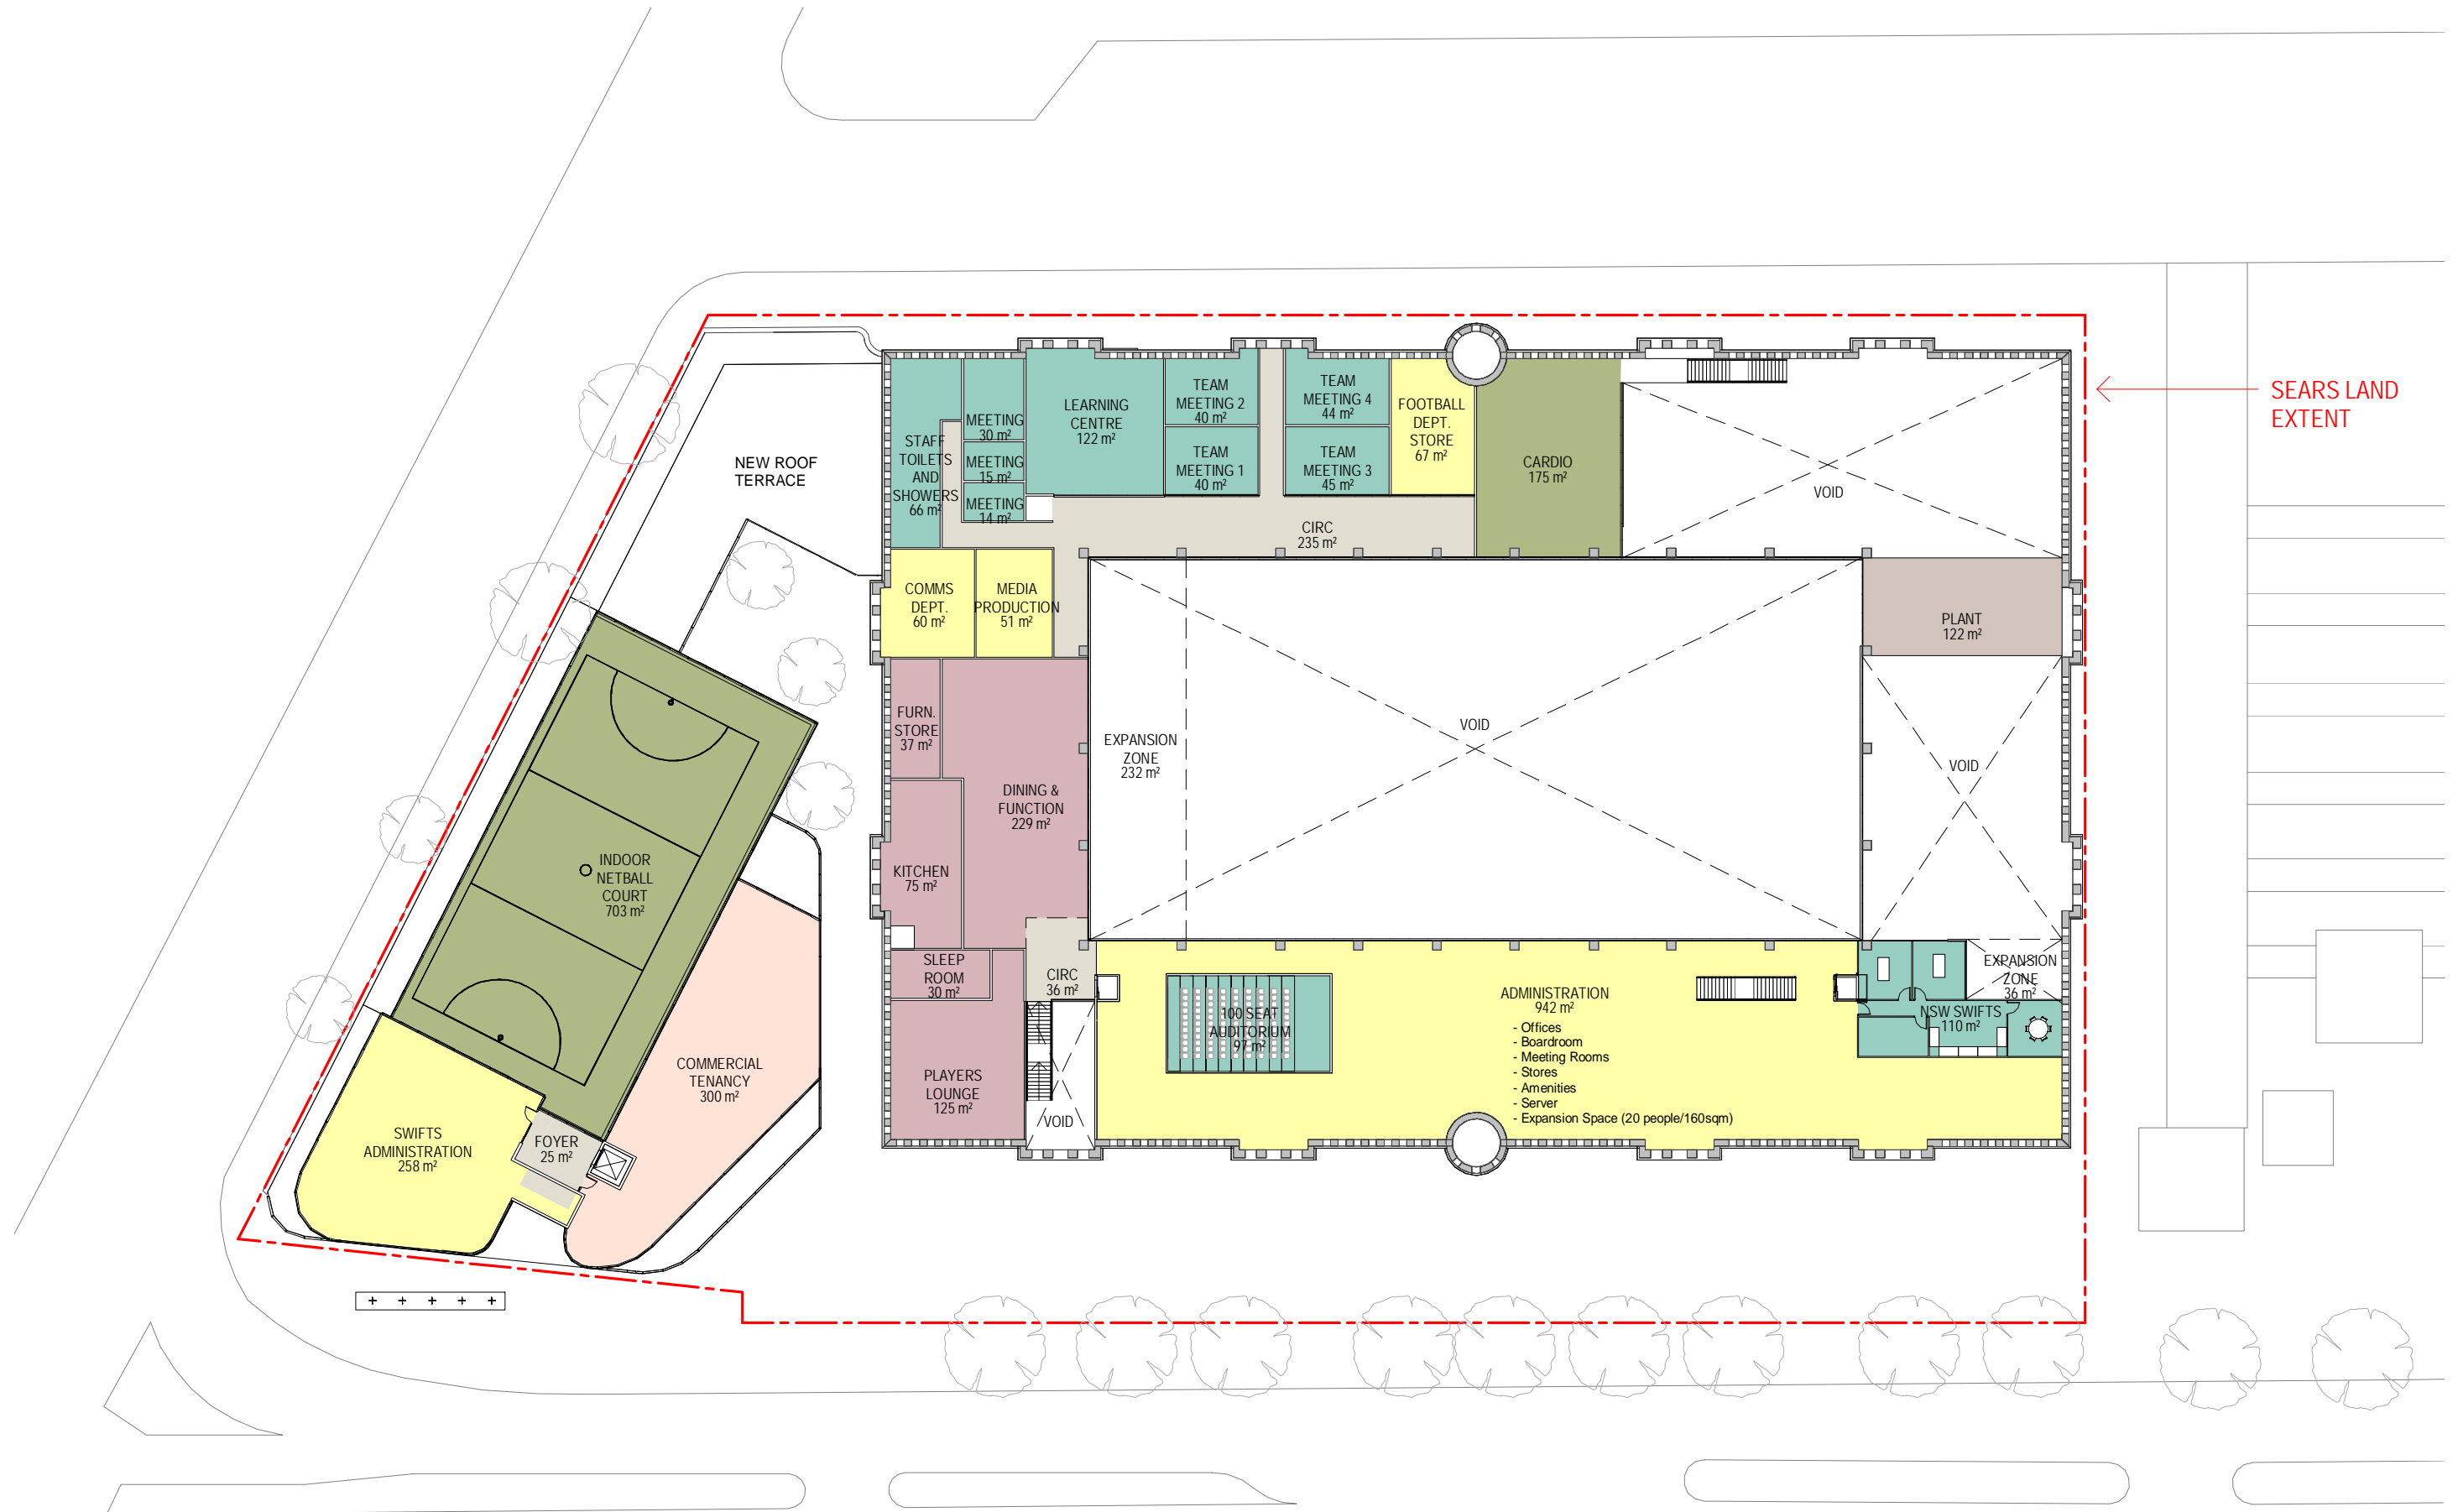 SEARS LAND
EXTENT
NEW ROOF
TERRACE
STAFF
TOILETS
AND
SHOWERS
66 m²
MEETING
30 m²
MEETING
15 m²
MEETING
14 m²
LEARNING
CENTRE
122 m²
TEAM
MEETING 2
40 m²
TEAM
MEETING 1
40 m²
TEAM
MEETING 4
44 m²
TEAM
MEETING 3
45 m²
FOOTBALL
DEPT.
STORE
67 m²
CARDIO
175 m²
VOID
CIRC
235 m²
COMMS
DEPT.
60 m²
MEDIA
PRODUCTION
51 m²
PLANT
122 m²
FURN.
STORE
37 m²
DINING &
FUNCTION
229 m²
EXPANSION
ZONE
232 m²
VOID
VOID
KITCHEN
75 m²
INDOOR
NETBALL
COURT
703 m²
SLEEP
ROOM
30 m²
CIRC
36 m²
PLAYERS
LOUNGE
125 m²
VOID
100 SEAT
AUDITORIUM
97 m²
ADMINISTRATION
942 m²
- Offices
- Boardroom
- Meeting Rooms
- Stores
- Amenities
- Server
- Expansion Space (20 people/160sqm)
EXPANSION
ZONE
36 m²
NSW SWIFTS
110 m²
COMMERCIAL
TENANCY
300 m²
SWIFTS
ADMINISTRATION
258 m²
FOYER
25 m²